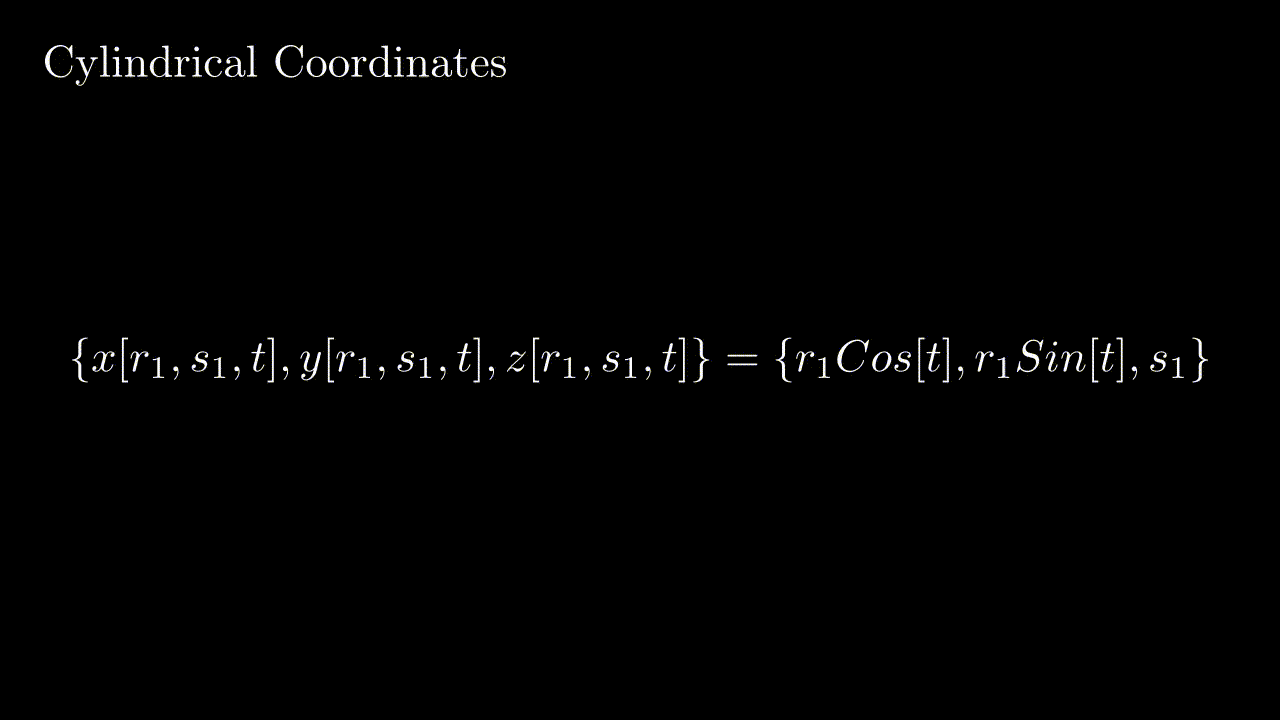 Cylindrical Coordinates
{x[r₁, s₁, t], y[r₁, s₁, t], z[r₁, s₁, t]} = {r₁Cos[t], r₁Sin[t], s₁}